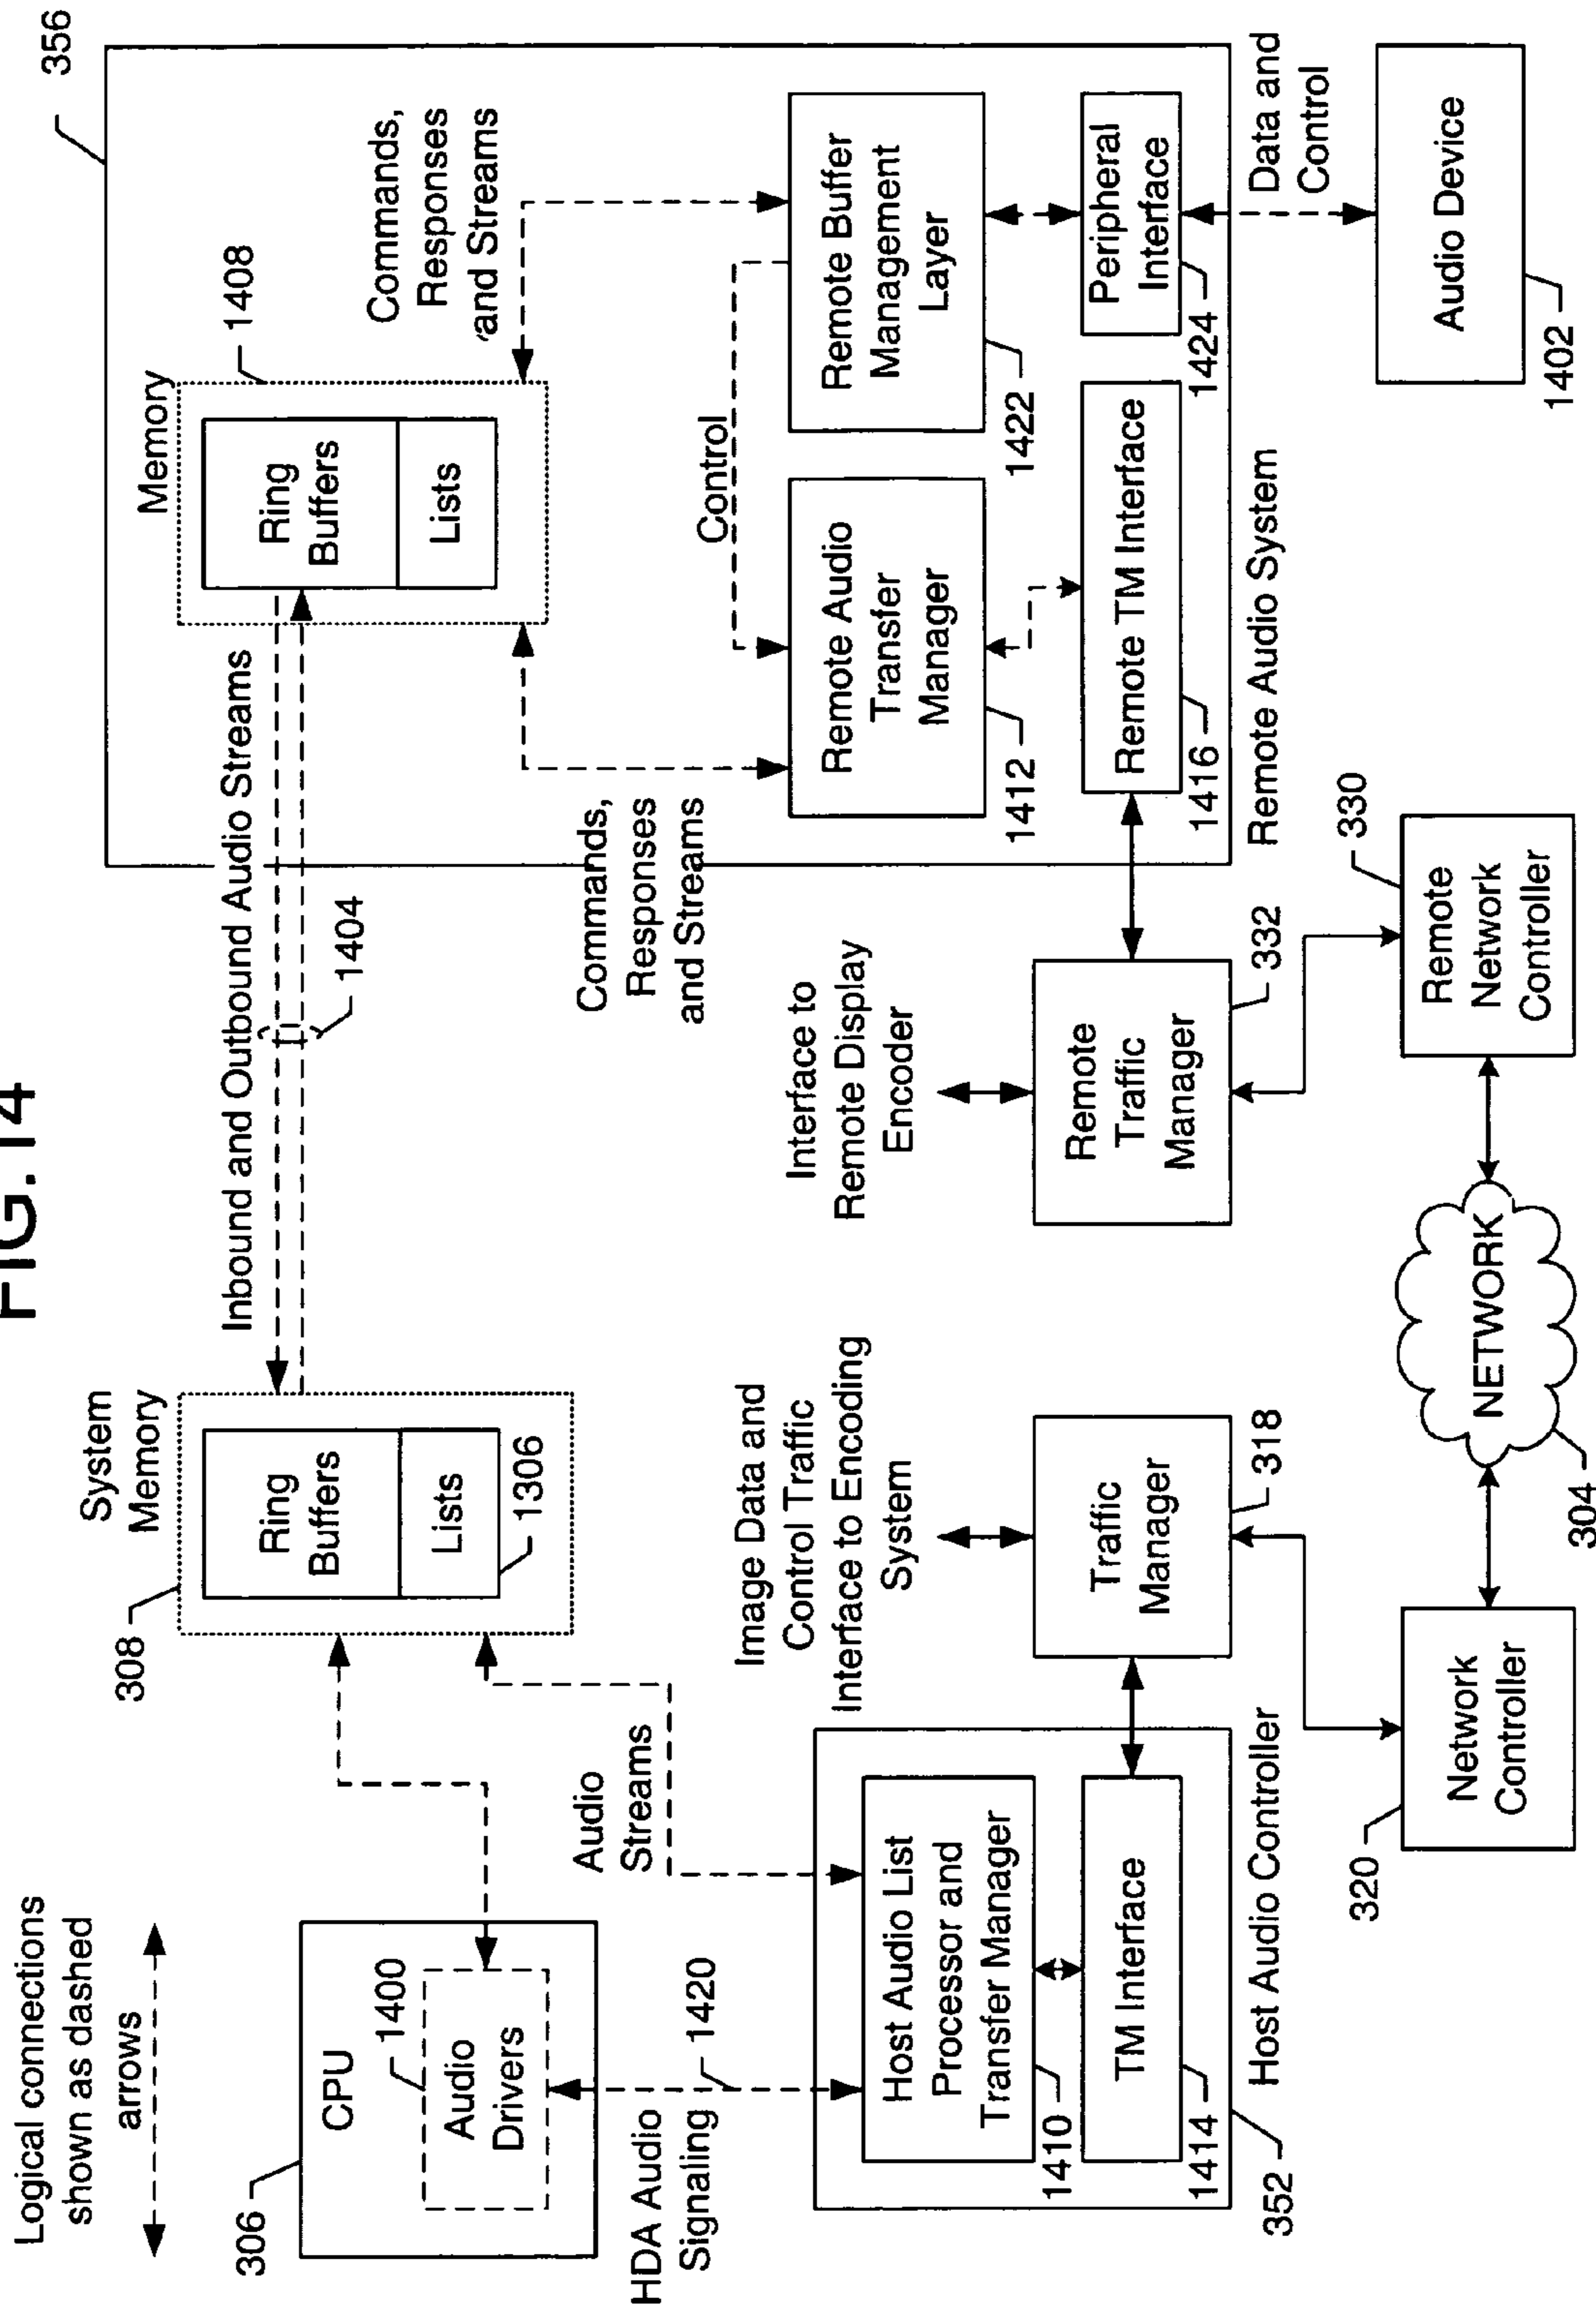 FIG.14
Logical connections
shown as dashed
arrows
306
CPU
1400
Audio
Drivers
HDA Audio
Signaling
1420
308
System
Memory
Ring
Buffers
Lists
1306
Audio
Streams
Inbound and Outbound Audio Streams
1404
356
Memory
1408
Ring
Buffers
Lists
Commands,
Responses
and Streams
Commands,
Responses
and Streams
Control
Remote Audio
Transfer
Manager
1412
Remote Buffer
Management
Layer
1422
Remote TM Interface
1416
Peripheral
Interface
1424
Remote Audio System
Data and
Control
Audio Device
1402
Host Audio List
Processor and
Transfer Manager
1410
TM Interface
1414
352
Host Audio Controller
Image Data and
Control Traffic
Interface to Encoding
System
Traffic
Manager
318
Interface to
Remote Display
Encoder
Remote
Traffic
Manager
332
320
Network
Controller
NETWORK
304
330
Remote
Network
Controller